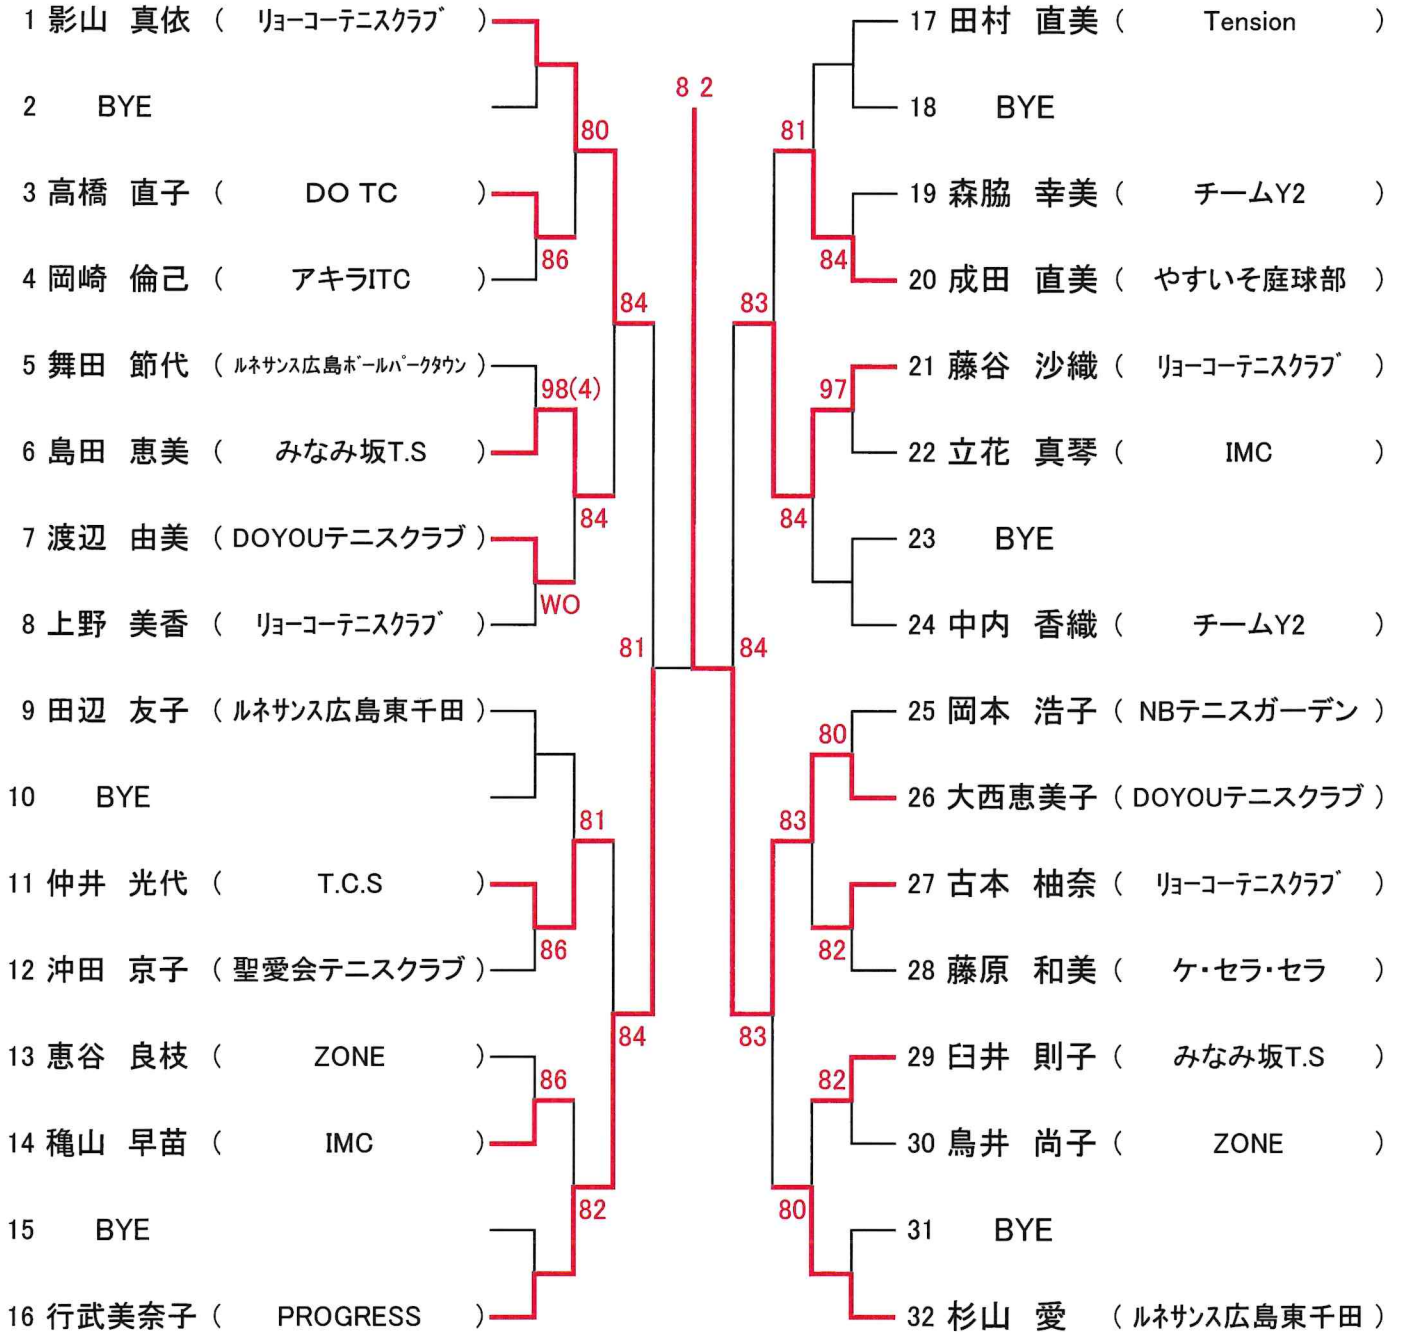 1 影山 真依 ( リョーコーテニスクラブ )
2 BYE
80
3 高橋 直子 ( DO TC )
86
4 岡崎 倫己 ( アキラITC )
84
5 舞田 節代 ( ルネサンス広島ボールパークタウン )
98(4)
6 島田 恵美 ( みなみ坂T.S )
84
7 渡辺 由美 ( DOYOUテニスクラブ )
WO
8 上野 美香 ( リョーコーテニスクラブ )
81
9 田辺 友子 ( ルネサンス広島東千田 )
10 BYE
81
11 仲井 光代 ( T.C.S )
86
12 沖田 京子 ( 聖愛会テニスクラブ )
84
13 恵谷 良枝 ( ZONE )
86
14 穐山 早苗 ( IMC )
82
15 BYE
16 行武美奈子 ( PROGRESS )
8 2
17 田村 直美 ( Tension )
18 BYE
81
19 森脇 幸美 ( チームY2 )
84
20 成田 直美 ( やすいそ庭球部 )
83
21 藤谷 沙織 ( リョーコーテニスクラブ )
97
22 立花 真琴 ( IMC )
84
23 BYE
24 中内 香織 ( チームY2 )
84
25 岡本 浩子 ( NBテニスガーデン )
80
26 大西恵美子 ( DOYOUテニスクラブ )
83
27 古本 柚奈 ( リョーコーテニスクラブ )
82
28 藤原 和美 ( ケ・セラ・セラ )
83
29 臼井 則子 ( みなみ坂T.S )
82
30 鳥井 尚子 ( ZONE )
80
31 BYE
32 杉山 愛 ( ルネサンス広島東千田 )